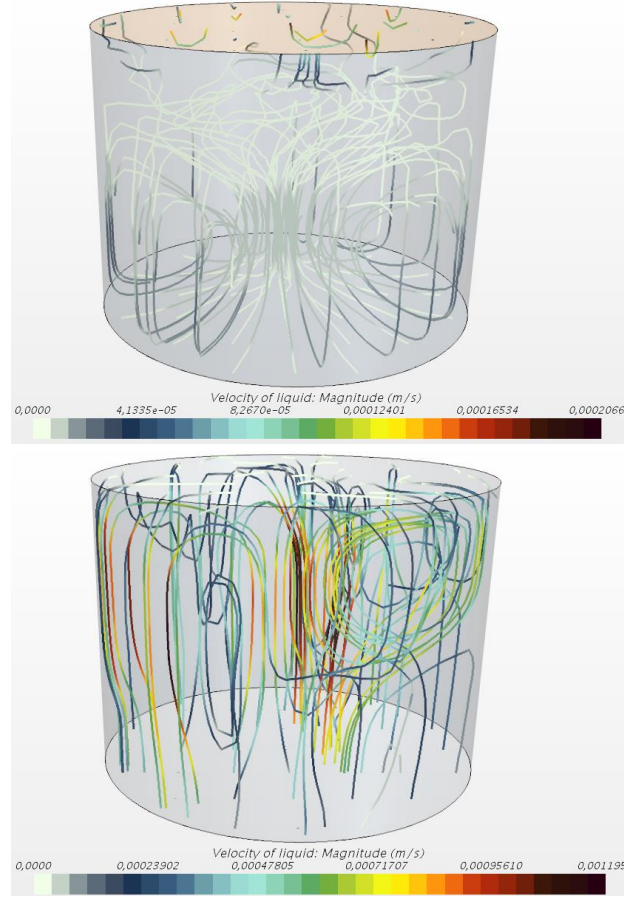 Velocity of liquid: Magnitude (m/s)
0,0000 4,1335e-05 8,2670e-05 0,00012401 0,00016534 0,0002066
Velocity of liquid: Magnitude (m/s)
0,0000 0,00023902 0,00047805 0,00071707 0,00095610 0,001195